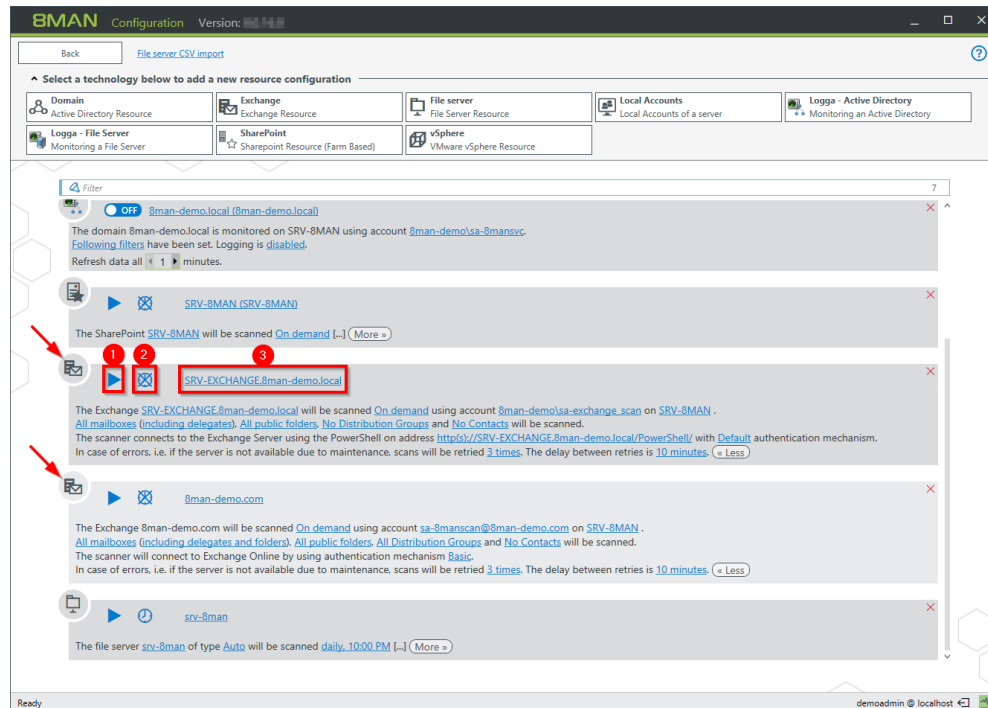 8MAN Configuration Version:
Back File server CSV import
Select a technology below to add a new resource configuration
Domain
Active Directory Resource
Exchange
Exchange Resource
File server
File Server Resource
Local Accounts
Local Accounts of a server
Logga - Active Directory
Monitoring an Active Directory
Logga - File Server
Monitoring a File Server
SharePoint
Sharepoint Resource (Farm Based)
vSphere
VMware vSphere Resource
Filter 7
OFF 8man-demo.local (8man-demo.local)
The domain 8man-demo.local is monitored on SRV-8MAN using account 8man-demo\sa-8mansvc.
Following filters have been set. Logging is disabled.
Refresh data all 1 minutes.
SRV-8MAN (SRV-8MAN)
The SharePoint SRV-8MAN will be scanned On demand [...] More »
1 2 3
SRV-EXCHANGE.8man-demo.local
The Exchange SRV-EXCHANGE.8man-demo.local will be scanned On demand using account 8man-demo\sa-exchange scan on SRV-8MAN .
All mailboxes (including delegates), All public folders, No Distribution Groups and No Contacts will be scanned.
The scanner connects to the Exchange Server using the PowerShell on address http(s)://SRV-EXCHANGE.8man-demo.local/PowerShell/ with Default authentication mechanism.
In case of errors, i.e. if the server is not available due to maintenance, scans will be retried 3 times. The delay between retries is 10 minutes. « Less
8man-demo.com
The Exchange 8man-demo.com will be scanned On demand using account sa-8manscan@8man-demo.com on SRV-8MAN .
All mailboxes (including delegates and folders), All public folders, All Distribution Groups and No Contacts will be scanned.
The scanner will connect to Exchange Online by using authentication mechanism Basic.
In case of errors, i.e. if the server is not available due to maintenance, scans will be retried 3 times. The delay between retries is 10 minutes. « Less
srv-8man
The file server srv-8man of type Auto will be scanned daily, 10:00 PM [...] More »
Ready demoadmin @ localhost